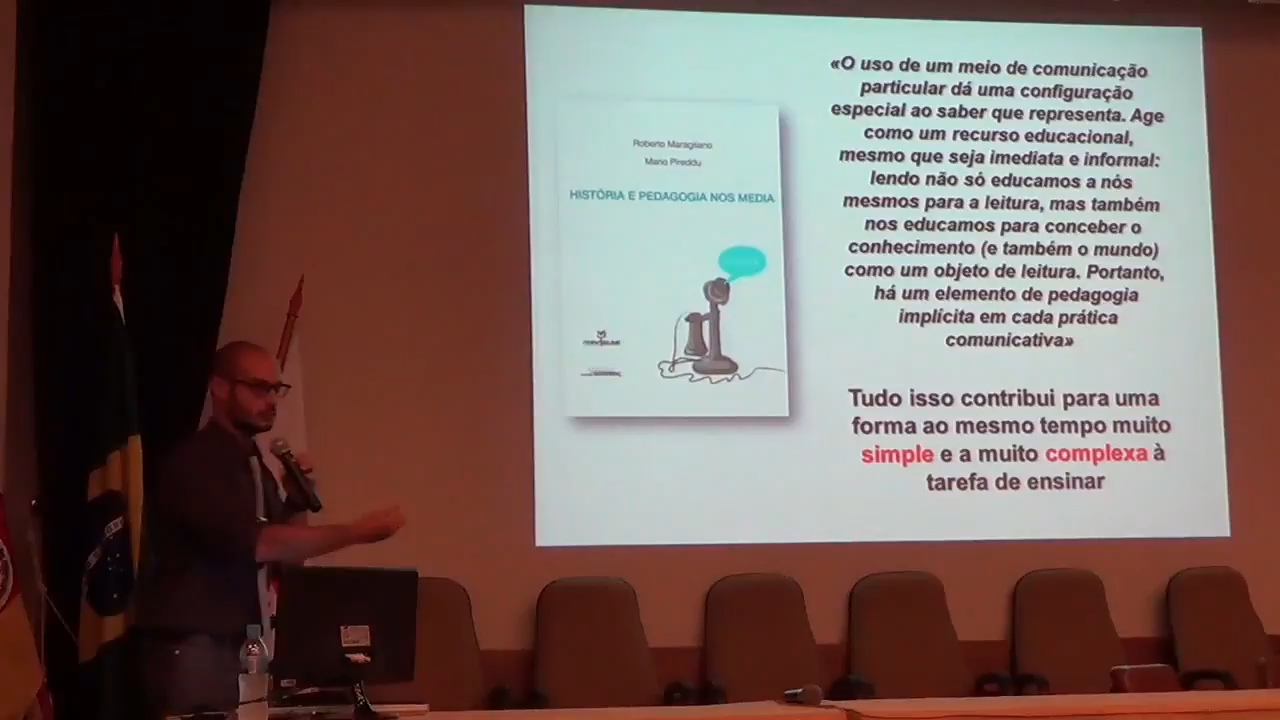 Roberto Maragliano
Mario Pireddu
HISTÓRIA E PEDAGOGIA NOS MEDIA
«O uso de um meio de comunicação
particular dá uma configuração
especial ao saber que representa. Age
como um recurso educacional,
mesmo que seja imediata e informal:
lendo não só educamos a nós
mesmos para a leitura, mas também
nos educamos para conceber o
conhecimento (e também o mundo)
como um objeto de leitura. Portanto,
há um elemento de pedagogia
implícita em cada prática
comunicativa»
Tudo isso contribui para uma
forma ao mesmo tempo muito
simple e a muito complexa à
tarefa de ensinar